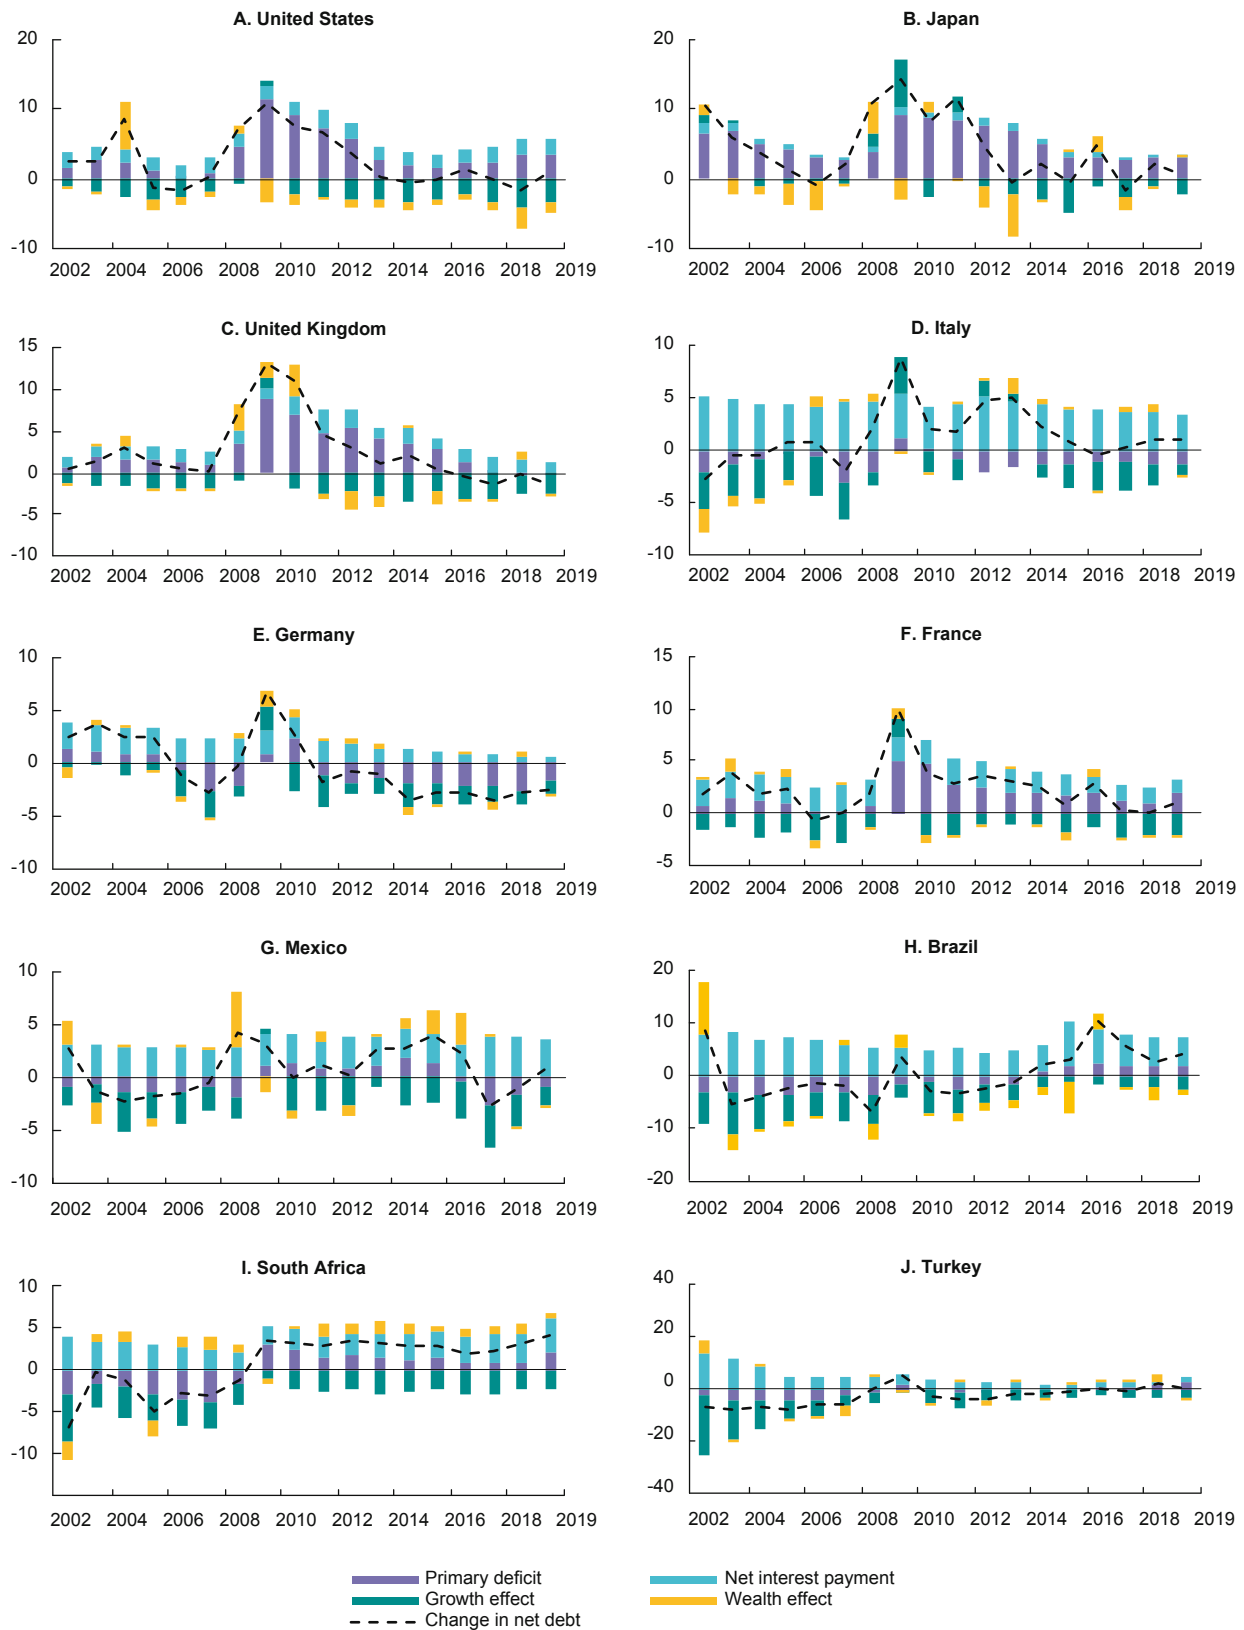 A. United States
20
10
0
-10
2002 2004 2006 2008 2010 2012 2014 2016 2018 2019
B. Japan
20
10
0
-10
2002 2004 2006 2008 2010 2012 2014 2016 2018 2019
C. United Kingdom
15
10
5
0
-5
-10
2002 2004 2006 2008 2010 2012 2014 2016 2018 2019
D. Italy
10
5
0
-5
-10
2002 2004 2006 2008 2010 2012 2014 2016 2018 2019
E. Germany
10
5
0
-5
-10
2002 2004 2006 2008 2010 2012 2014 2016 2018 2019
F. France
15
10
5
0
-5
2002 2004 2006 2008 2010 2012 2014 2016 2018 2019
G. Mexico
10
5
0
-5
-10
2002 2004 2006 2008 2010 2012 2014 2016 2018 2019
H. Brazil
20
10
0
-10
-20
2002 2004 2006 2008 2010 2012 2014 2016 2018 2019
I. South Africa
10
5
0
-5
-10
2002 2004 2006 2008 2010 2012 2014 2016 2018 2019
J. Turkey
40
20
0
-20
-40
2002 2004 2006 2008 2010 2012 2014 2016 2018 2019
Primary deficit
Net interest payment
Growth effect
Wealth effect
Change in net debt